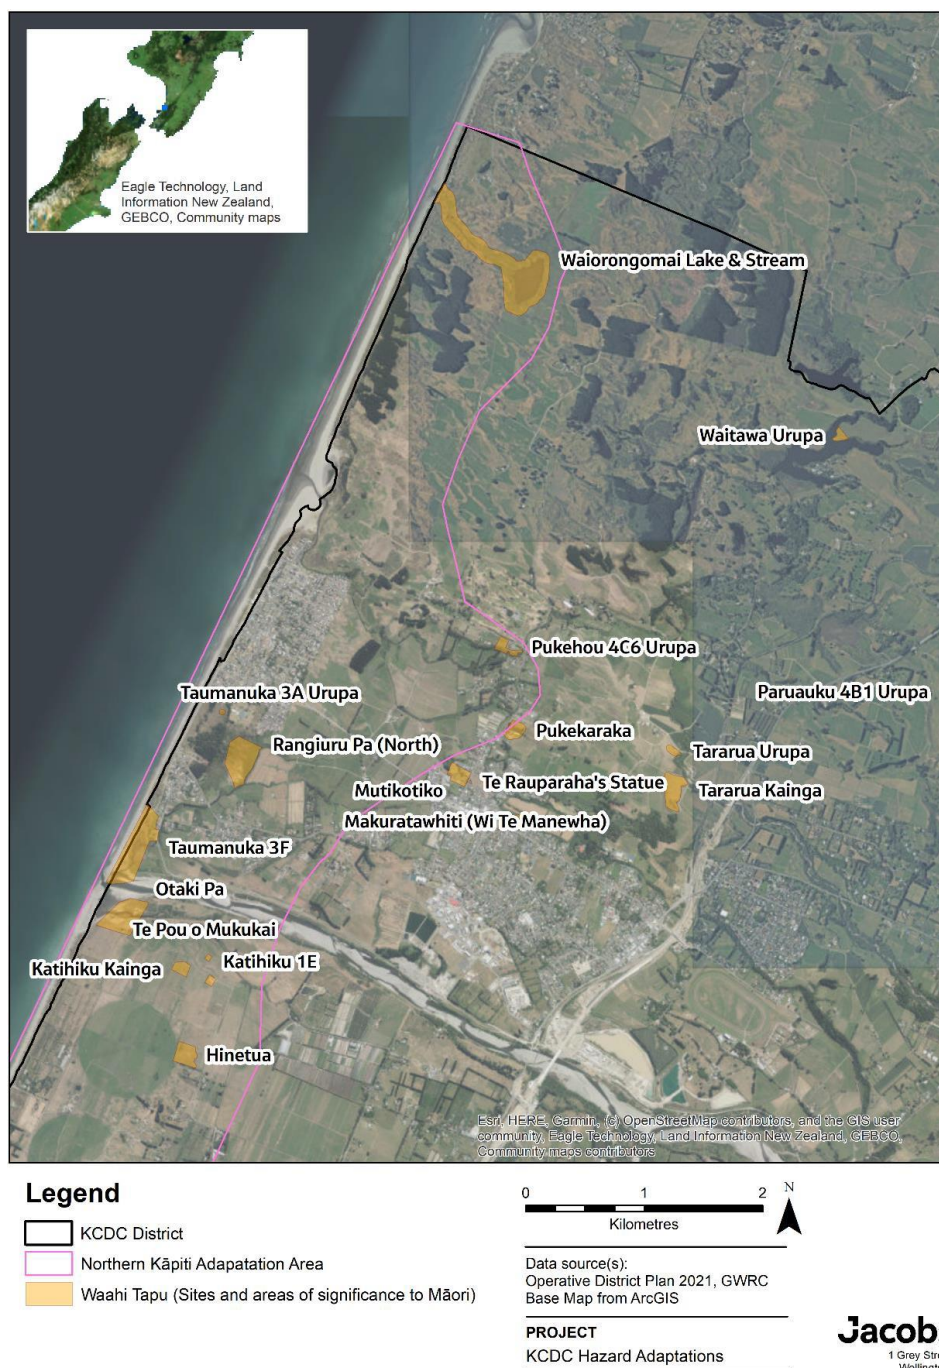 Eagle Technology, Land
Information New Zealand,
GEBCO, Community maps
Waiorongomai Lake & Stream
Waitawa Urupa
Pukehou 4C6 Urupa
Taumanuka 3A Urupa
Paruauku 4B1 Urupa
Pukekaraka
Rangiuru Pa (North)
Tararua Urupa
Mutikotiko
Te Rauparaha's Statue
Tararua Kainga
Makuratawhiti (Wi Te Manewha)
Taumanuka 3F
Otaki Pa
Te Pou o Mukukai
Katihiku Kainga
Katihiku 1E
Hinetua
Esri, HERE, Garmin, (c) OpenStreetMap contributors, and the GIS user
community, Eagle Technology, Land Information New Zealand, GEBCO,
Community maps contributors
Legend
KCDC District
Northern Kāpiti Adapatation Area
Waahi Tapu (Sites and areas of significance to Māori)
0 1 2
Kilometres
N
Data source(s):
Operative District Plan 2021, GWRC
Base Map from ArcGIS
PROJECT
KCDC Hazard Adaptations
Jacob
1 Grey Stre